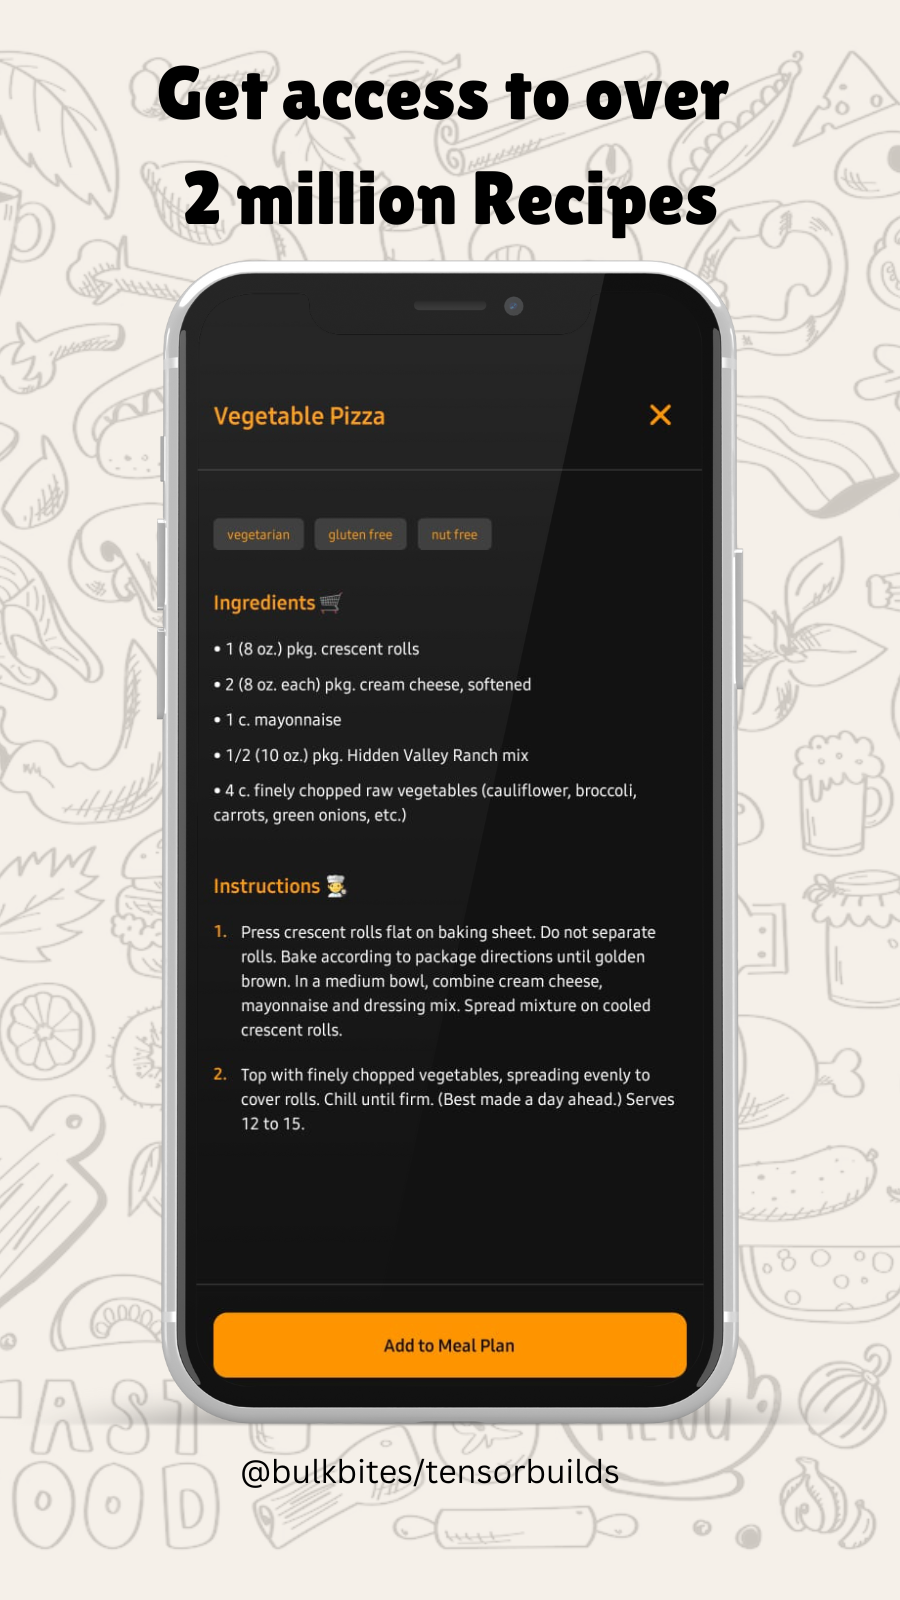 Get access to over
2 million Recipes
Vegetable Pizza
vegetarian gluten free nut free
Ingredients 🛒
• 1 (8 oz.) pkg. crescent rolls
• 2 (8 oz. each) pkg. cream cheese, softened
• 1 c. mayonnaise
• 1/2 (10 oz.) pkg. Hidden Valley Ranch mix
• 4 c. finely chopped raw vegetables (cauliflower, broccoli,
carrots, green onions, etc.)
Instructions 🧑‍🍳
1. Press crescent rolls flat on baking sheet. Do not separate
rolls. Bake according to package directions until golden
brown. In a medium bowl, combine cream cheese,
mayonnaise and dressing mix. Spread mixture on cooled
crescent rolls.
2. Top with finely chopped vegetables, spreading evenly to
cover rolls. Chill until firm. (Best made a day ahead.) Serves
12 to 15.
Add to Meal Plan
AST
MENU
@bulkbites/tensorbuilds
OOD